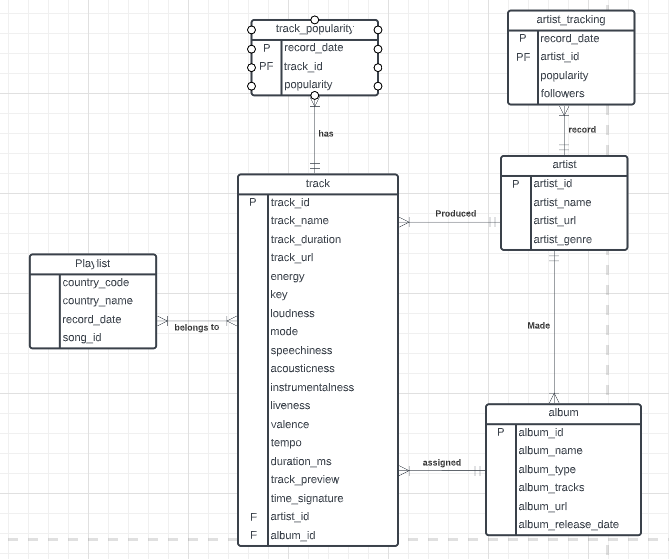 track_popularity
P record_date
PF track_id
popularity
has
artist_tracking
P record_date
PF artist_id
popularity
followers
record
artist
P artist_id
artist_name
artist_url
artist_genre
Produced
track
P track_id
track_name
track_duration
track_url
energy
key
loudness
mode
speechiness
acousticness
instrumentalness
liveness
valence
tempo
duration_ms
track_preview
time_signature
F artist_id
F album_id
Playlist
country_code
country_name
record_date
song_id
belongs to
Made
assigned
album
P album_id
album_name
album_type
album_tracks
album_url
album_release_date